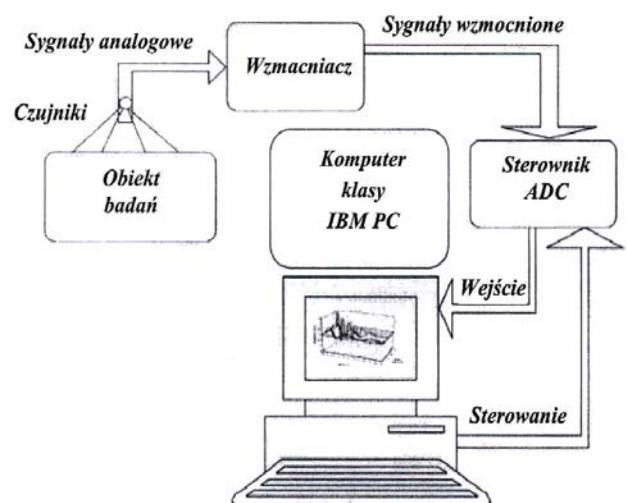 Sygnały analogowe
Wzmacniacz
Sygnały wzmocnione
Czujniki
Obiekt
badań
Komputer
klasy
IBM PC
Sterownik
ADC
Wejście
Sterowanie